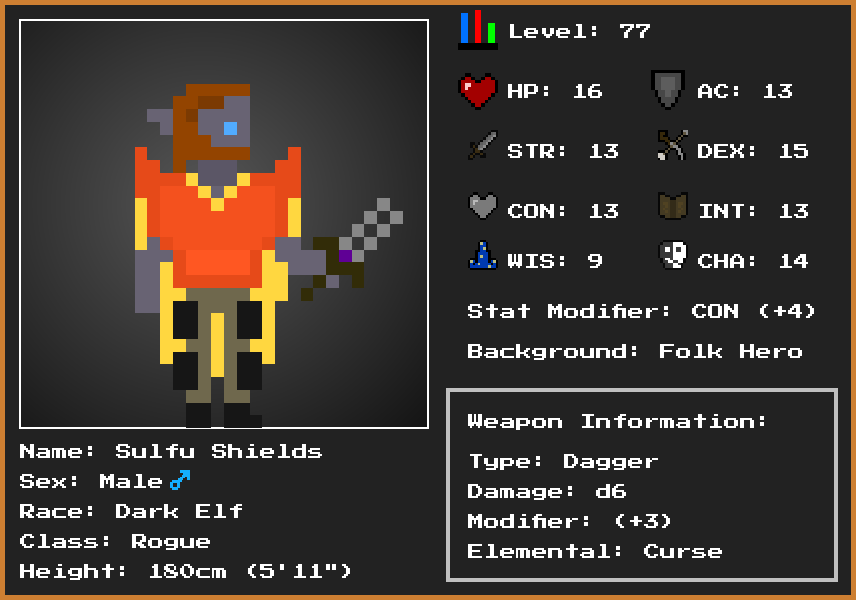 Level: 77
HP: 16 AC: 13
STR: 13 DEX: 15
CON: 13 INT: 13
WIS: 9 CHA: 14
Stat Modifier: CON (+4)
Background: Folk Hero
Weapon Information:
Type: Dagger
Damage: d6
Modifier: (+3)
Elemental: Curse
Name: Sulfu Shields
Sex: Male ♂
Race: Dark Elf
Class: Rogue
Height: 180cm (5'11")